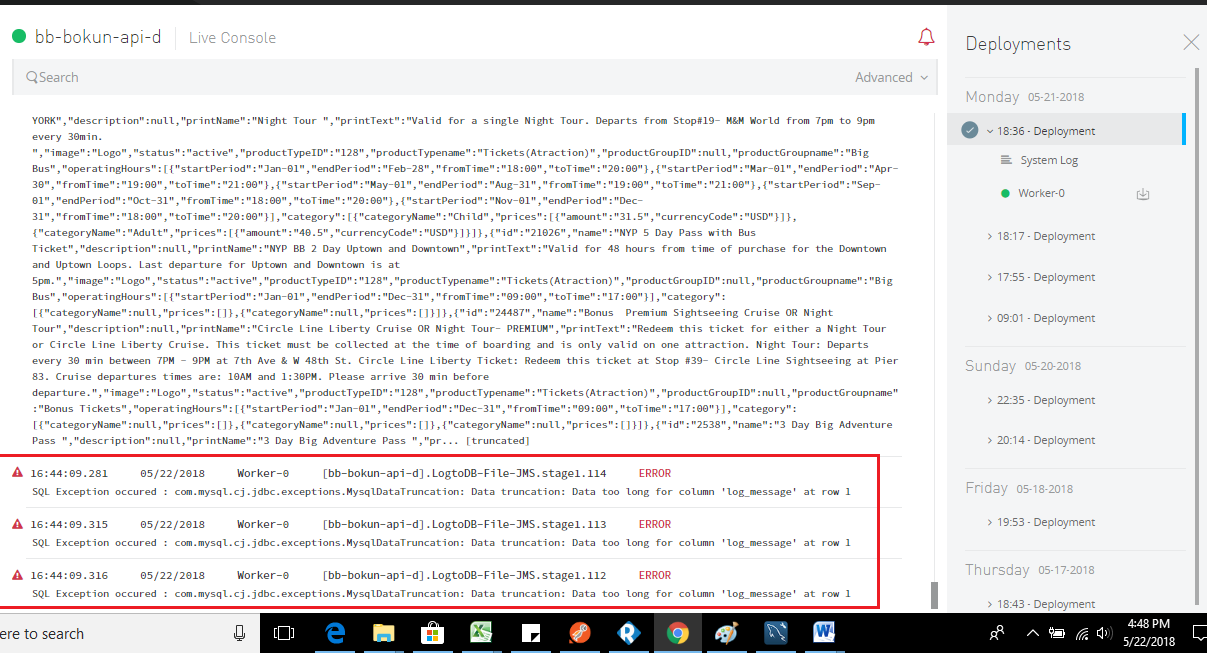 bb-bokun-api-d
Live Console
Search
Advanced
YORK","description":null,"printName":"Night Tour ","printText":"Valid for a single Night Tour. Departs from Stop#19- M&M World from 7pm to 9pm
every 30min.
","image":"Logo","status":"active","productTypeID":"128","productTypename":"Tickets(Atraction)","productGroupID":null,"productGroupname":"Big
Bus","operatingHours":[{"startPeriod":"Jan-01","endPeriod":"Feb-28","fromTime":"18:00","toTime":"20:00"},{"startPeriod":"Mar-01","endPeriod":"Apr-
30","fromTime":"19:00","toTime":"21:00"},{"startPeriod":"May-01","endPeriod":"Aug-31","fromTime":"19:00","toTime":"21:00"},{"startPeriod":"Sep-
01","endPeriod":"Oct-31","fromTime":"18:00","toTime":"20:00"},{"startPeriod":"Nov-01","endPeriod":"Dec-
31","fromTime":"18:00","toTime":"20:00"}],"category":[{"categoryName":"Child","prices":[{"amount":"31.5","currencyCode":"USD"}]},
{"categoryName":"Adult","prices":[{"amount":"40.5","currencyCode":"USD"}]}]},{"id":"21026","name":"NYP 5 Day Pass with Bus
Ticket","description":null,"printName":"NYP BB 2 Day Uptown and Downtown","printText":"Valid for 48 hours from time of purchase for the Downtown
and Uptown Loops. Last departure for Uptown and Downtown is at
5pm.","image":"Logo","status":"active","productTypeID":"128","productTypename":"Tickets(Atraction)","productGroupID":null,"productGroupname":"Big
Bus","operatingHours":[{"startPeriod":"Jan-01","endPeriod":"Dec-31","fromTime":"09:00","toTime":"17:00"}],"category":
[{"categoryName":null,"prices":[]},{"categoryName":null,"prices":[]}]},{"id":"24487","name":"Bonus  Premium Sightseeing Cruise OR Night
Tour","description":null,"printName":"Circle Line Liberty Cruise OR Night Tour- PREMIUM","printText":"Redeem this ticket for either a Night Tour
or Circle Line Liberty Cruise. This ticket must be collected at the time of boarding and is only valid on one attraction. Night Tour: Departs
every 30 min between 7PM - 9PM at 7th Ave & W 48th St. Circle Line Liberty Ticket: Redeem this ticket at Stop #39- Circle Line Sightseeing at Pier
83. Cruise departures times are: 10AM and 1:30PM. Please arrive 30 min before
departure.","image":"Logo","status":"active","productTypeID":"128","productTypename":"Tickets(Atraction)","productGroupID":null,"productGroupname"
:"Bonus Tickets","operatingHours":[{"startPeriod":"Jan-01","endPeriod":"Dec-31","fromTime":"09:00","toTime":"17:00"}],"category":
[{"categoryName":null,"prices":[]},{"categoryName":null,"prices":[]},{"categoryName":null,"prices":[]}]},{"id":"2538","name":"3 Day Big Adventure
Pass ","description":null,"printName":"3 Day Big Adventure Pass ","pr... [truncated]
16:44:09.281 05/22/2018 Worker-0 [bb-bokun-api-d].LogtoDB-File-JMS.stage1.114 ERROR
SQL Exception occured : com.mysql.cj.jdbc.exceptions.MysqlDataTruncation: Data truncation: Data too long for column 'log_message' at row 1
16:44:09.315 05/22/2018 Worker-0 [bb-bokun-api-d].LogtoDB-File-JMS.stage1.113 ERROR
SQL Exception occured : com.mysql.cj.jdbc.exceptions.MysqlDataTruncation: Data truncation: Data too long for column 'log_message' at row 1
16:44:09.316 05/22/2018 Worker-0 [bb-bokun-api-d].LogtoDB-File-JMS.stage1.112 ERROR
SQL Exception occured : com.mysql.cj.jdbc.exceptions.MysqlDataTruncation: Data truncation: Data too long for column 'log_message' at row 1
Deployments
Monday 05-21-2018
18:36 - Deployment
System Log
Worker-0
18:17 - Deployment
17:55 - Deployment
09:01 - Deployment
Sunday 05-20-2018
22:35 - Deployment
20:14 - Deployment
Friday 05-18-2018
19:53 - Deployment
Thursday 05-17-2018
18:43 - Deployment
ere to search
4:48 PM
5/22/2018